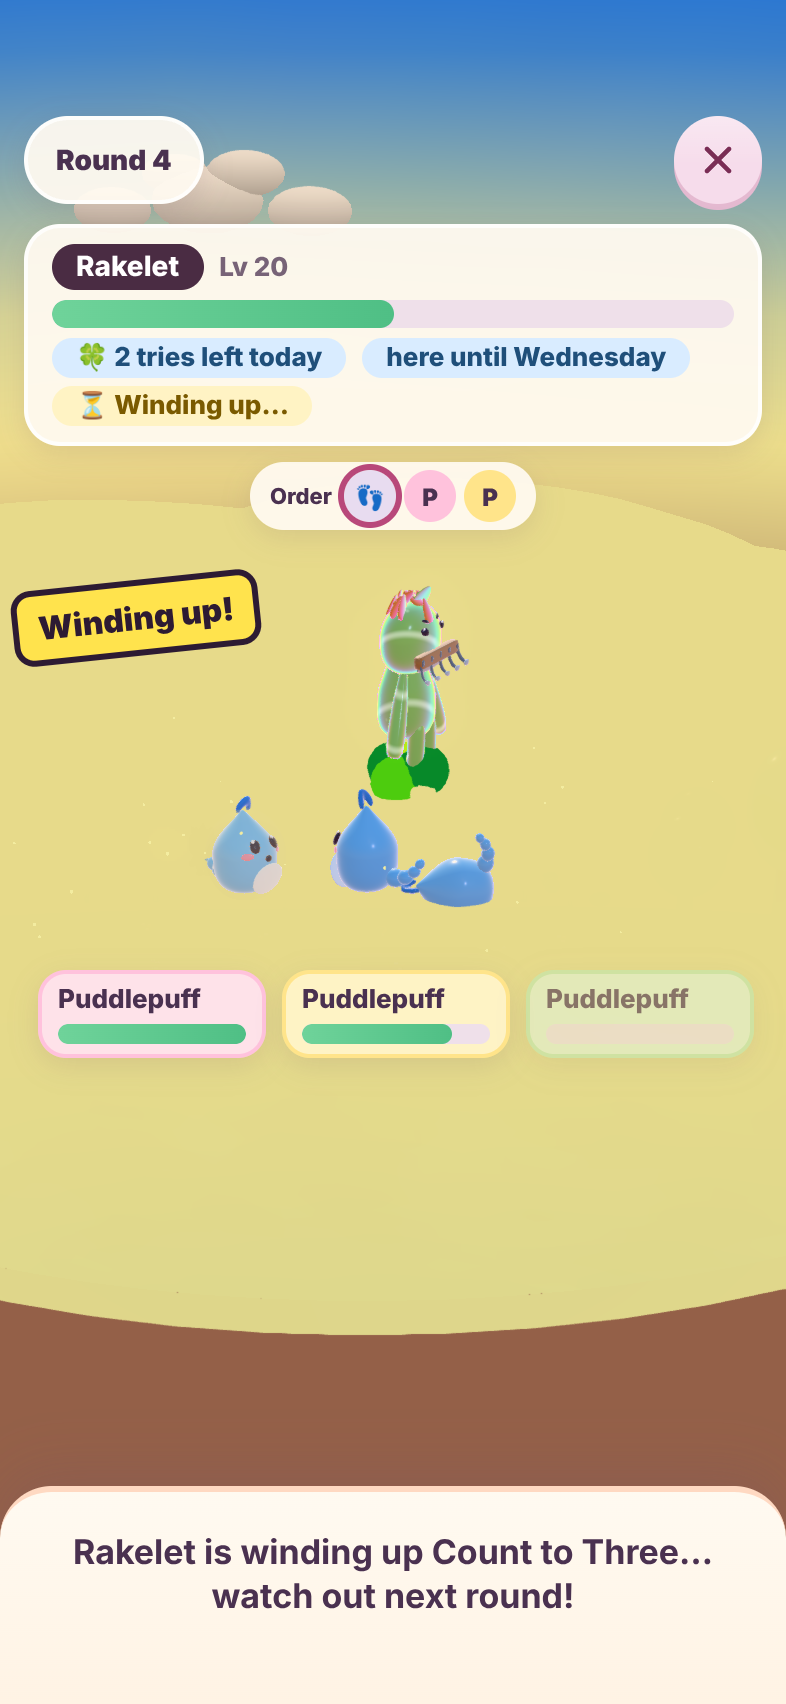 Round 4
Rakelet Lv 20
🍀 2 tries left today here until Wednesday
⏳ Winding up...
Order 👣 P P
Winding up!
Puddlepuff Puddlepuff Puddlepuff
Rakelet is winding up Count to Three...
watch out next round!